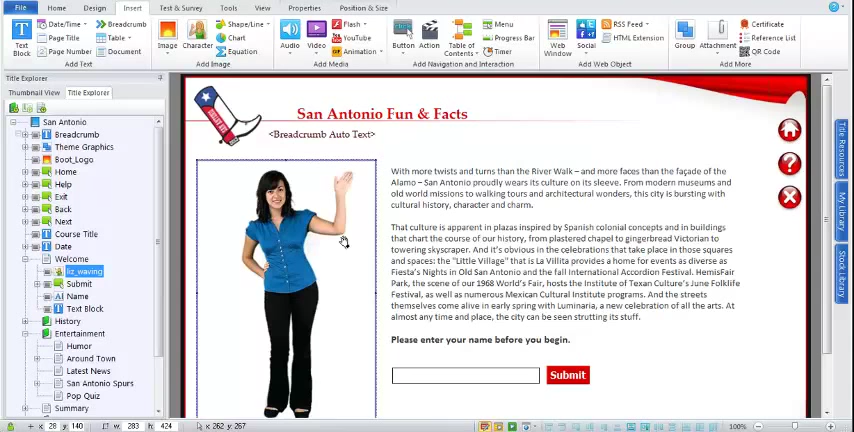 File Home Design Insert Test & Survey Tools View Properties Position & Size
Text Block
Date/Time
Page Title
Page Number
Breadcrumb
Table
Document
Add Text
Image
Character
Shape/Line
Chart
Equation
Add Image
Audio
Video
Flash
YouTube
Animation
Add Media
Button
Action
Table of Contents
Menu
Progress Bar
Timer
Add Navigation and Interaction
Web Window
Social
RSS Feed
HTML Extension
Add Web Object
Group
Attachment
Certificate
Reference List
QR Code
Add More
Title Explorer
Thumbnail View Title Explorer
San Antonio
Breadcrumb
Theme Graphics
Boot_Logo
Home
Help
Exit
Back
Next
Course Title
Date
Welcome
liz_waving
Submit
Name
Text Block
History
Entertainment
Humor
Around Town
Latest News
San Antonio Spurs
Pop Quiz
Summary
San Antonio Fun & Facts
<Breadcrumb Auto Text>
With more twists and turns than the River Walk – and more faces than the façade of the
Alamo – San Antonio proudly wears its culture on its sleeve. From modern museums and
old world missions to walking tours and architectural wonders, this city is bursting with
cultural history, character and charm.
That culture is apparent in plazas inspired by Spanish colonial concepts and in buildings
that chart the course of our history, from plastered chapel to gingerbread Victorian to
towering skyscraper. And it's obvious in the celebrations that take place in those squares
and spaces: the "Little Village" that is La Villita provides a home for events as diverse as
Fiesta's Nights in Old San Antonio and the fall International Accordion Festival. HemisFair
Park, the scene of our 1968 World's Fair, hosts the Institute of Texan Culture's June Folklife
Festival, as well as numerous Mexican Cultural Institute programs. And the streets
themselves come alive in early spring with Luminaria, a new celebration of all the arts. At
almost any time and place, the city can be seen strutting its stuff.
Please enter your name before you begin.
Submit
Title Resources
My Library
Stock Library
x: 28 y: 140 w: 283 h: 424 x: 262 y: 267 100%